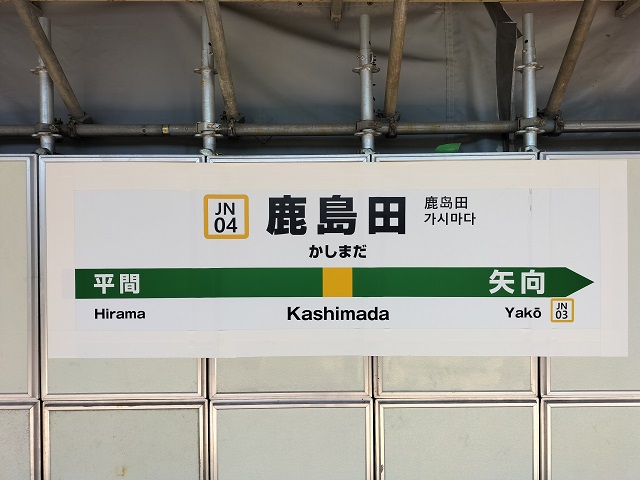 JN
04
鹿島田
鹿岛田
가시마다
かしまだ
平間
矢向
Hirama
Kashimada
Yakō
JN
03